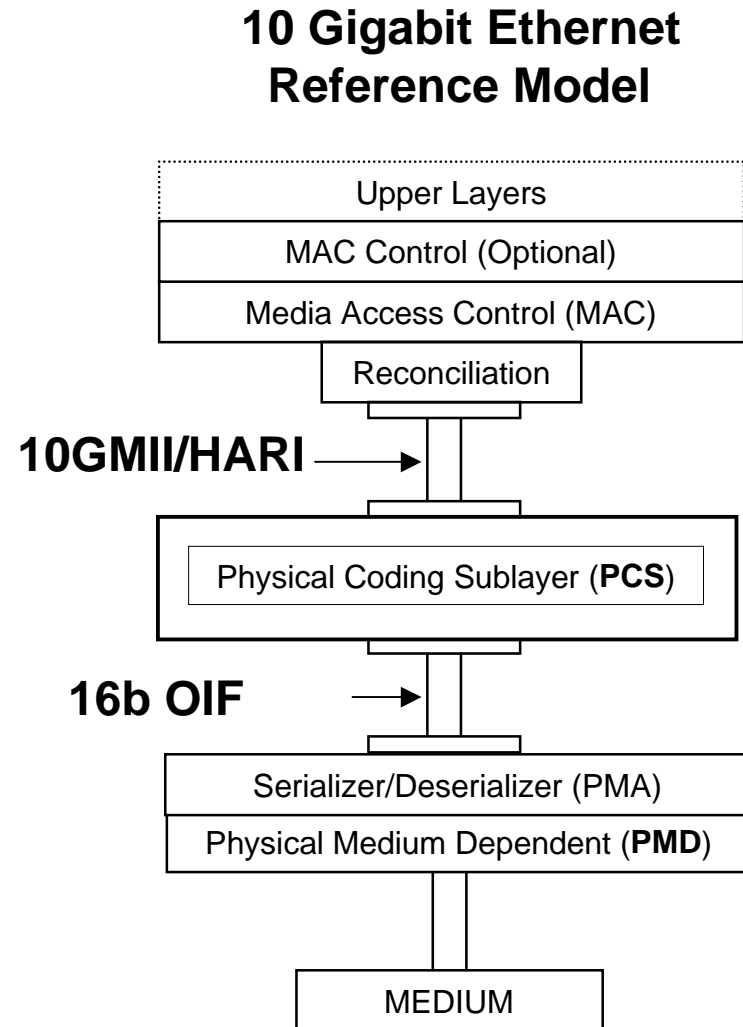 10 Gigabit Ethernet
Reference Model
Upper Layers
MAC Control (Optional)
Media Access Control (MAC)
Reconciliation
10GMII/HARI
Physical Coding Sublayer (PCS)
16b OIF
Serializer/Deserializer (PMA)
Physical Medium Dependent (PMD)
MEDIUM